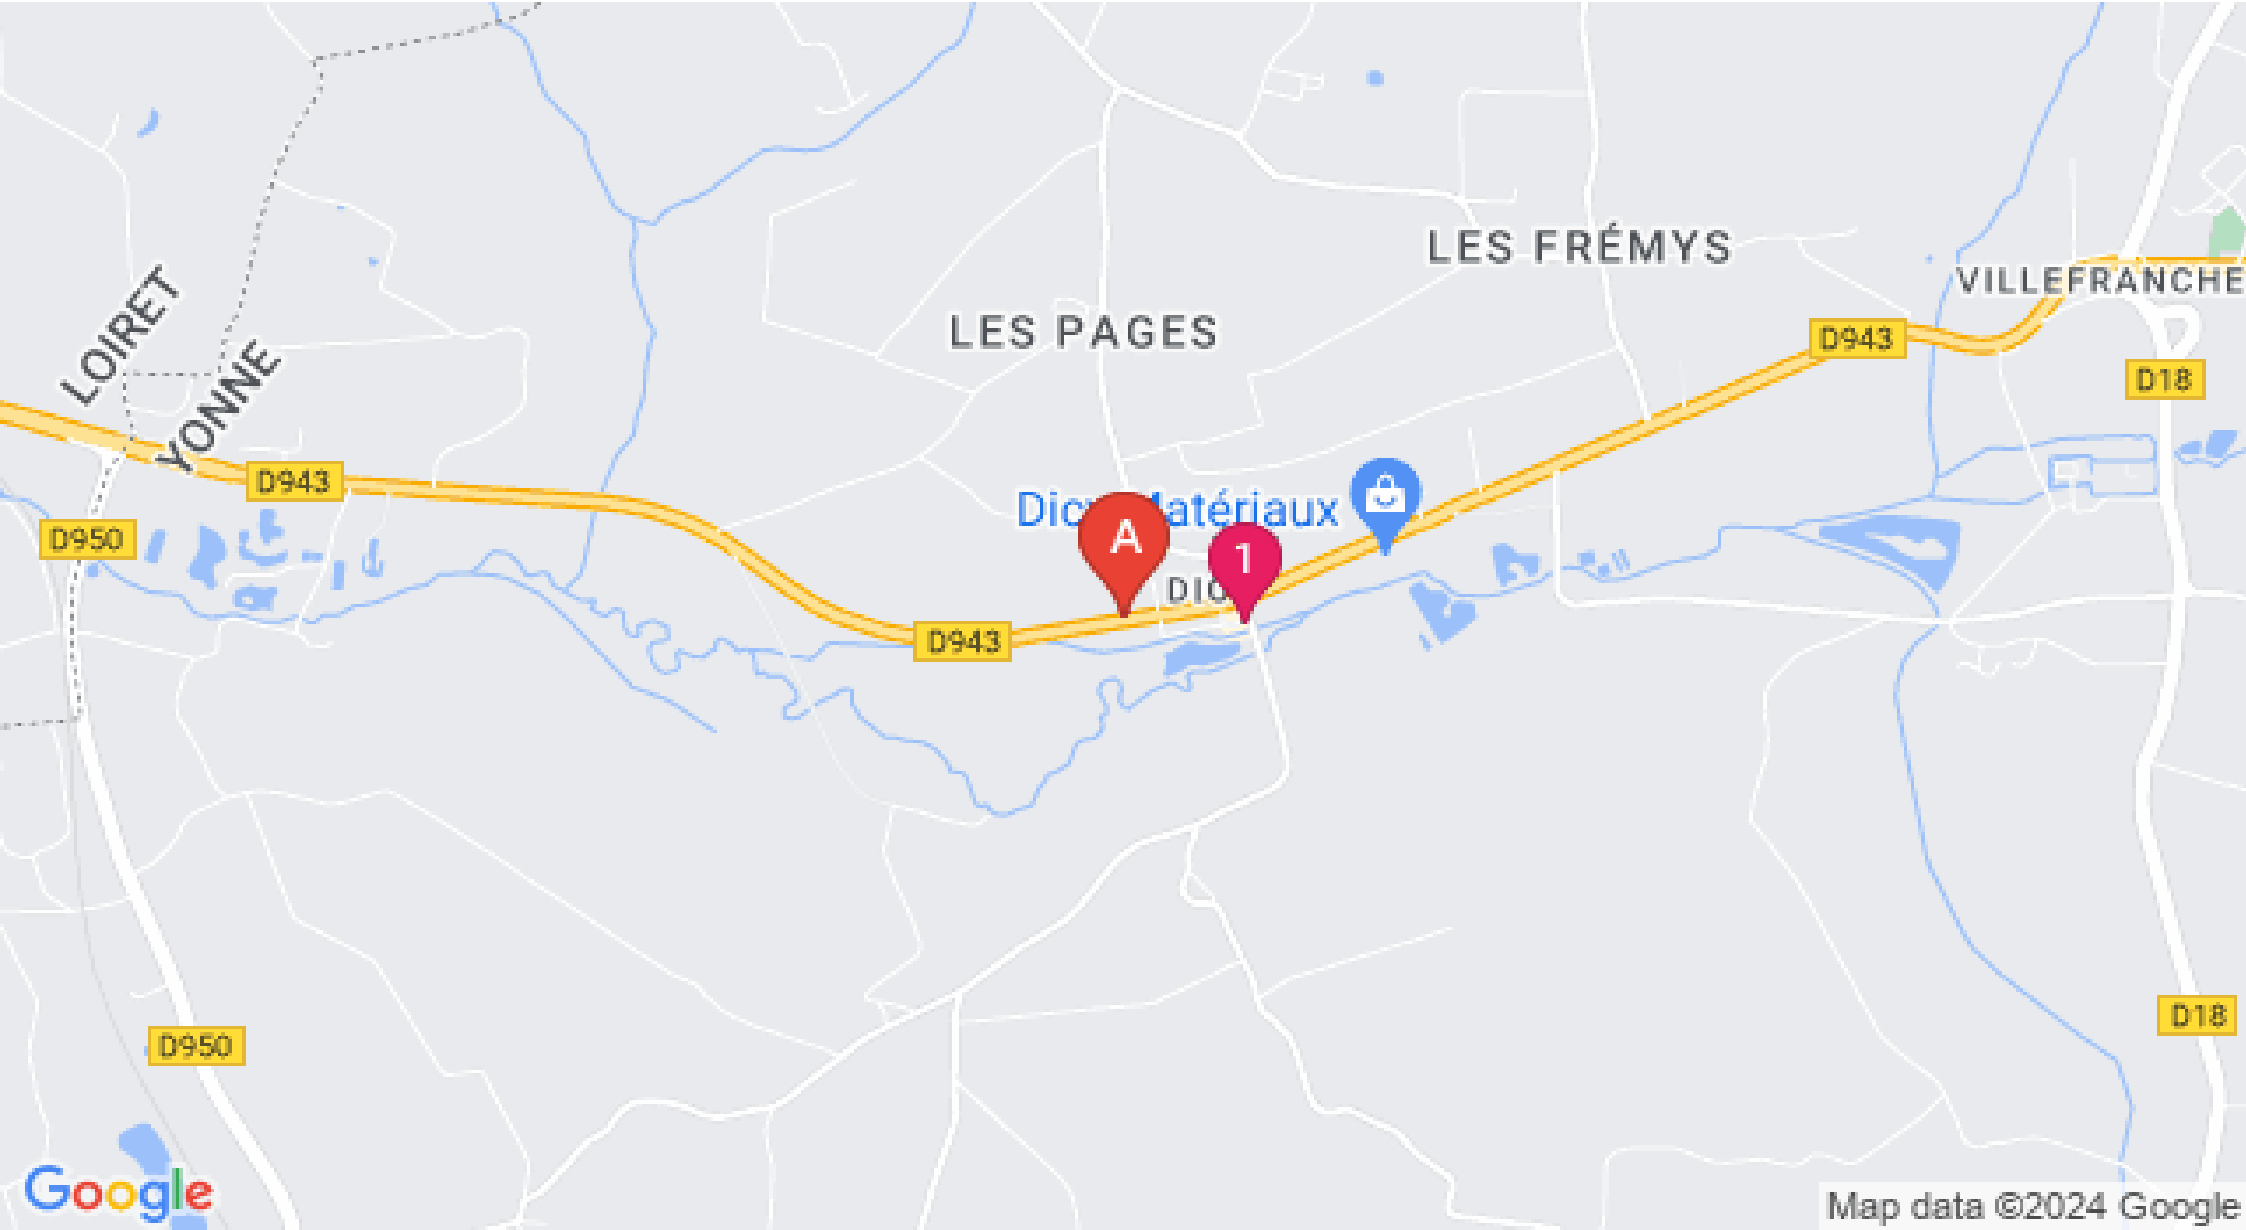 LES FRÉMYS
VILLEFRANCHE
LOIRET
LES PAGES
D943
D18
YONNE
D943
D950
A
1
D943
D18
D950
Google
Map data ©2024 Google